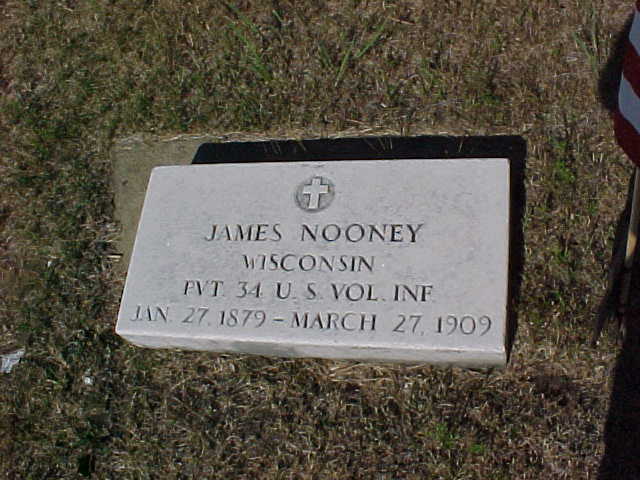 JAMES NOONEY
WISCONSIN
PVT. 34 U. S. VOL. INF.
JAN. 27, 1879 – MARCH 27, 1909